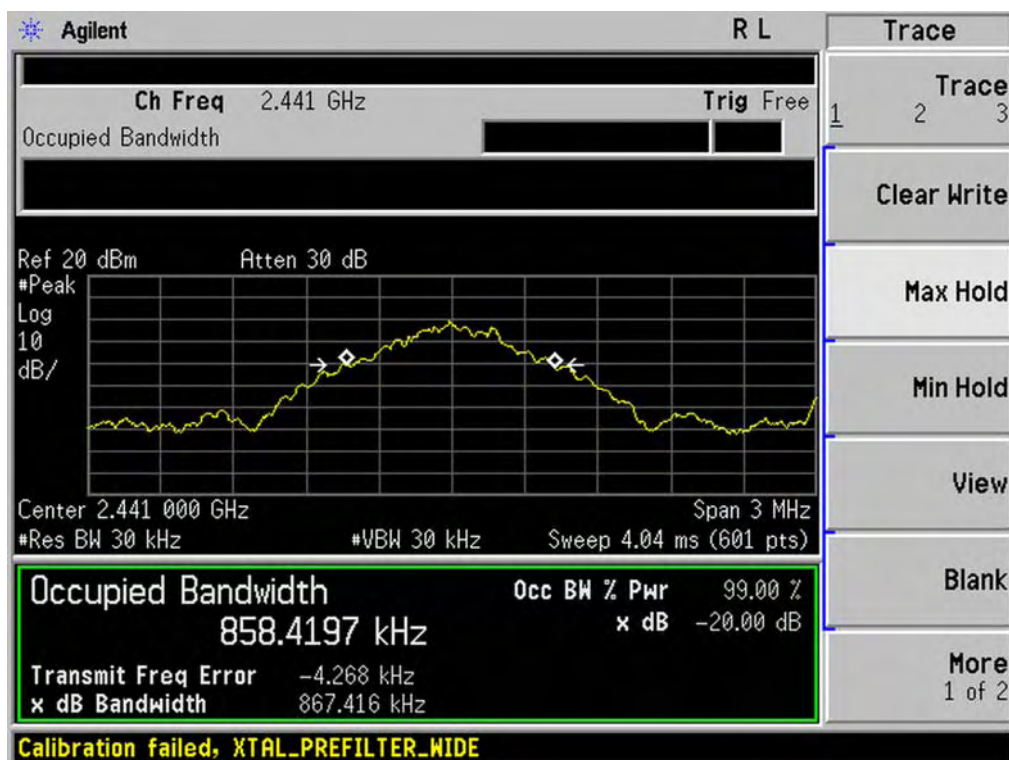 Agilent R L Trace
Ch Freq 2.441 GHz Trig Free
Occupied Bandwidth
Trace
1 2 3
Clear Write
Max Hold
Min Hold
View
Blank
More
1 of 2
Ref 20 dBm Atten 30 dB
#Peak
Log
10
dB/
Center 2.441 000 GHz Span 3 MHz
#Res BW 30 kHz #VBW 30 kHz Sweep 4.04 ms (601 pts)
Occupied Bandwidth Occ BW % Pwr 99.00 %
858.4197 kHz x dB -20.00 dB
Transmit Freq Error -4.268 kHz
x dB Bandwidth 867.416 kHz
Calibration failed, XTAL_PREFILTER_WIDE